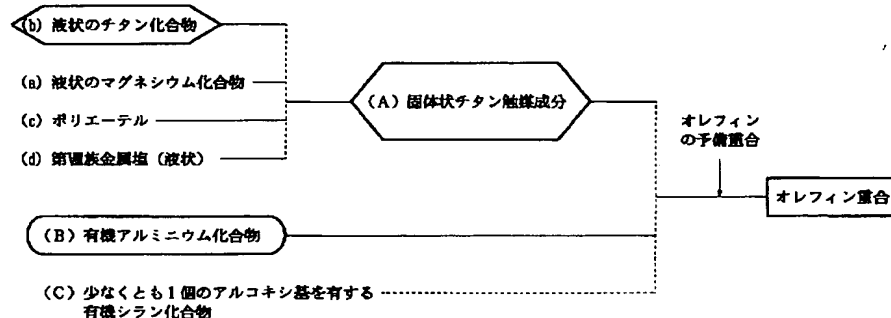 (b) 液状のチタン化合物
(a) 液状のマグネシウム化合物
(c) ポリエーテル
(d) 第Ⅷ族金属塩 (液状)
(A) 固体状チタン触媒成分
オレフィン
の予備重合
オレフィン重合
(B) 有機アルミニウム化合物
(C) 少なくとも1個のアルコキシ基を有する
有機シラン化合物